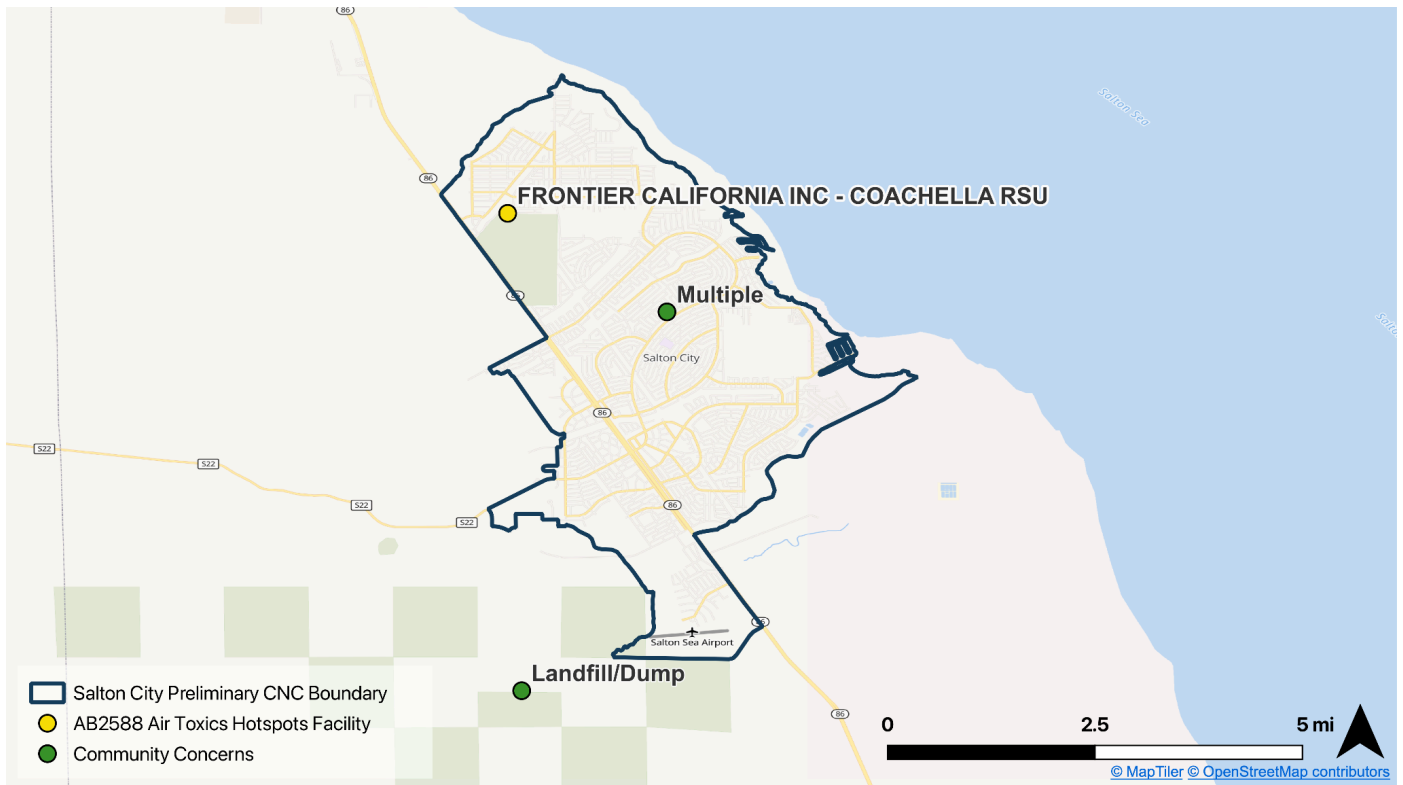 86
Salton Sea
86
FRONTIER CALIFORNIA INC - COACHELLA RSU
86
Multiple
Salton City
86
S22
S22
S22
S22
86
86
Salton Sea Airport
Landfill/Dump
86
Salton City Preliminary CNC Boundary
AB2588 Air Toxics Hotspots Facility
Community Concerns
0 2.5 5 mi
© MapTiler © OpenStreetMap contributors